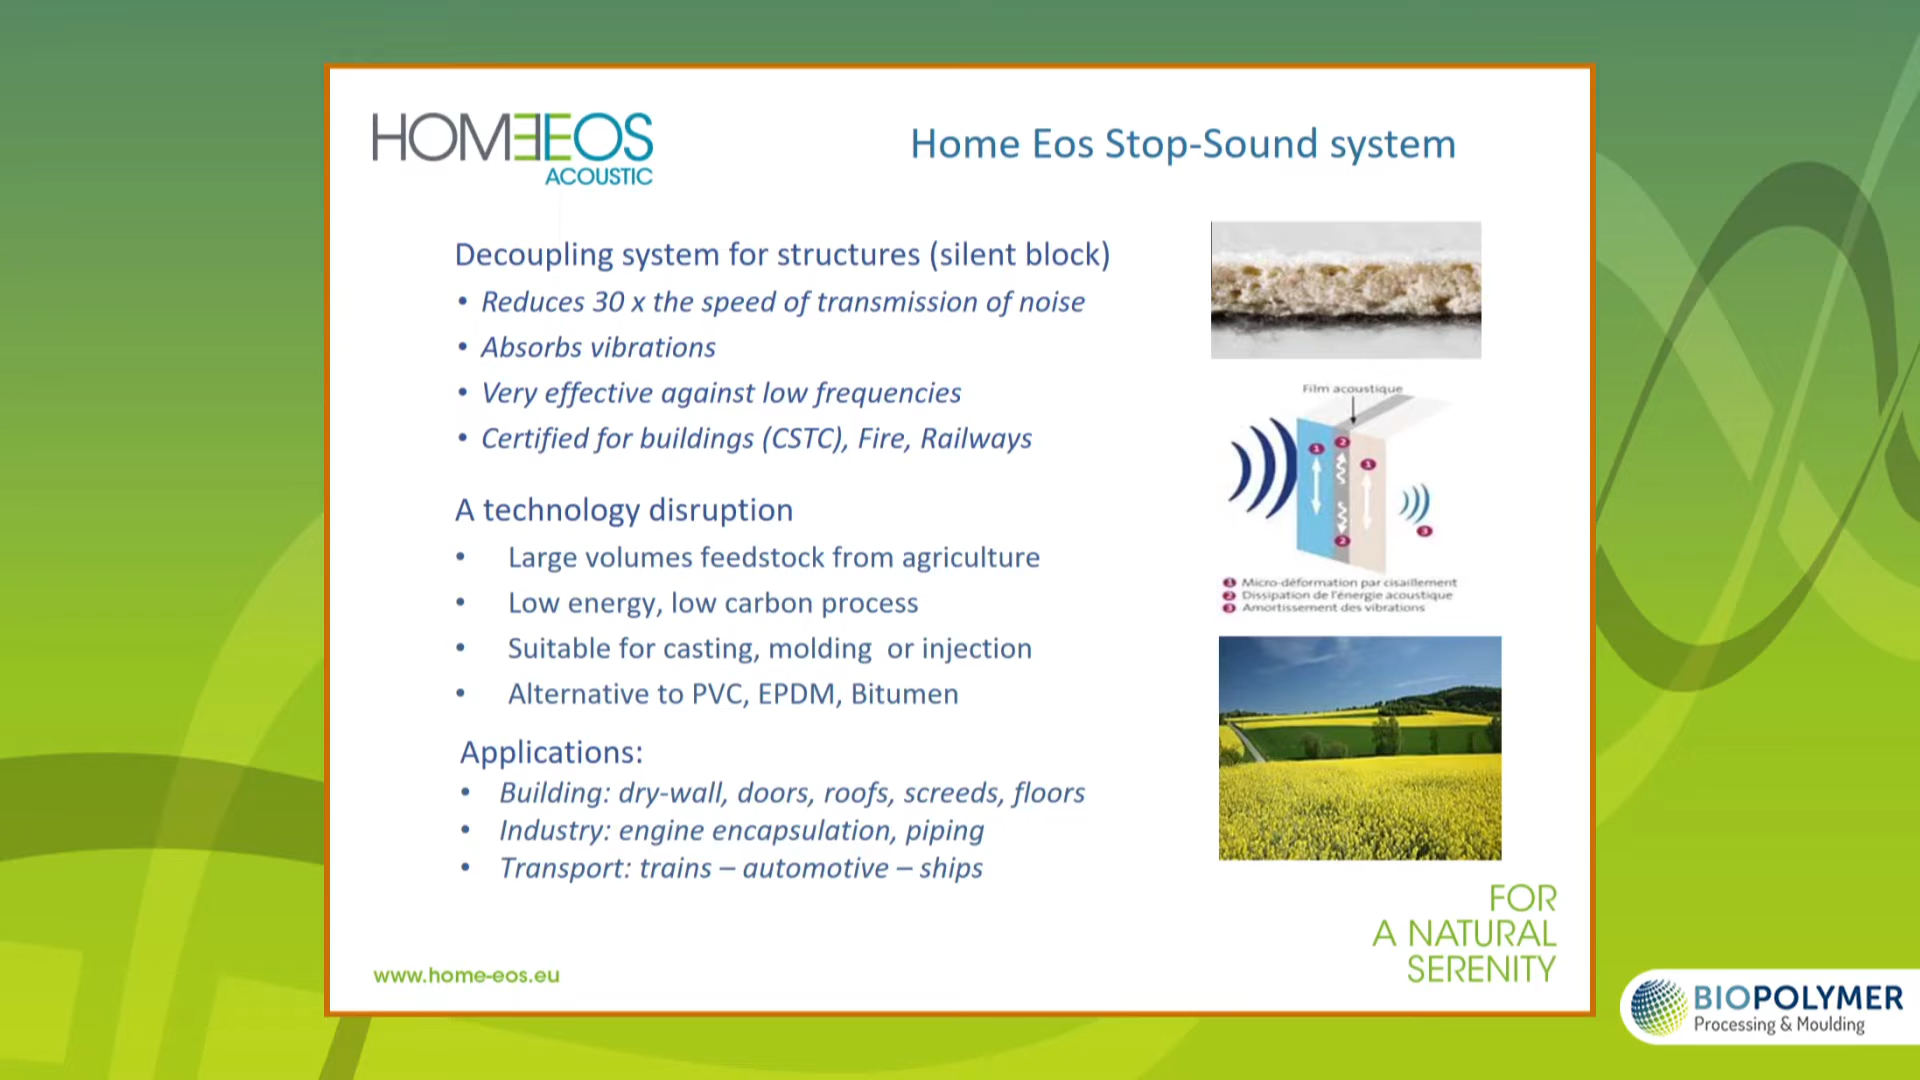 HOMEEOS
ACOUSTIC
Home Eos Stop-Sound system
Decoupling system for structures (silent block)
• Reduces 30 x the speed of transmission of noise
• Absorbs vibrations
• Very effective against low frequencies
• Certified for buildings (CSTC), Fire, Railways
A technology disruption
• Large volumes feedstock from agriculture
• Low energy, low carbon process
• Suitable for casting, molding or injection
• Alternative to PVC, EPDM, Bitumen
Applications:
• Building: dry-wall, doors, roofs, screeds, floors
• Industry: engine encapsulation, piping
• Transport: trains – automotive – ships
Film acoustique
1
2
1
2
3
1 Micro-déformation par cisaillement
2 Dissipation de l'énergie acoustique
3 Amortissement des vibrations
FOR
A NATURAL
SERENITY
www.home-eos.eu
BIOPOLYMER
Processing & Moulding